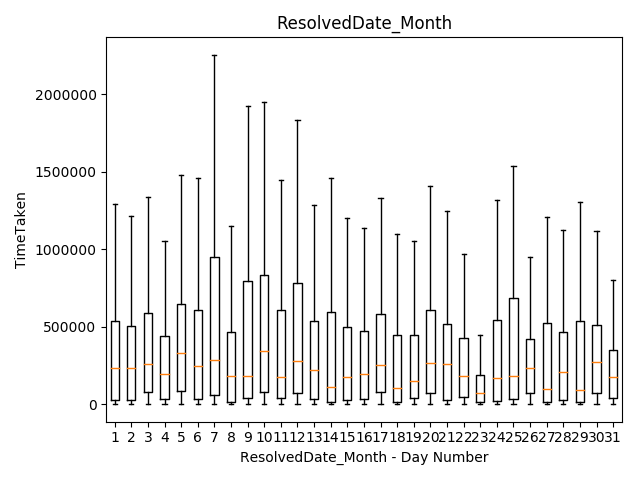 ResolvedDate_Month
TimeTaken
2000000
1500000
1000000
500000
0
1 2 3 4 5 6 7 8 9 10 11 12 13 14 15 16 17 18 19 20 21 22 23 24 25 26 27 28 29 30 31
ResolvedDate_Month - Day Number